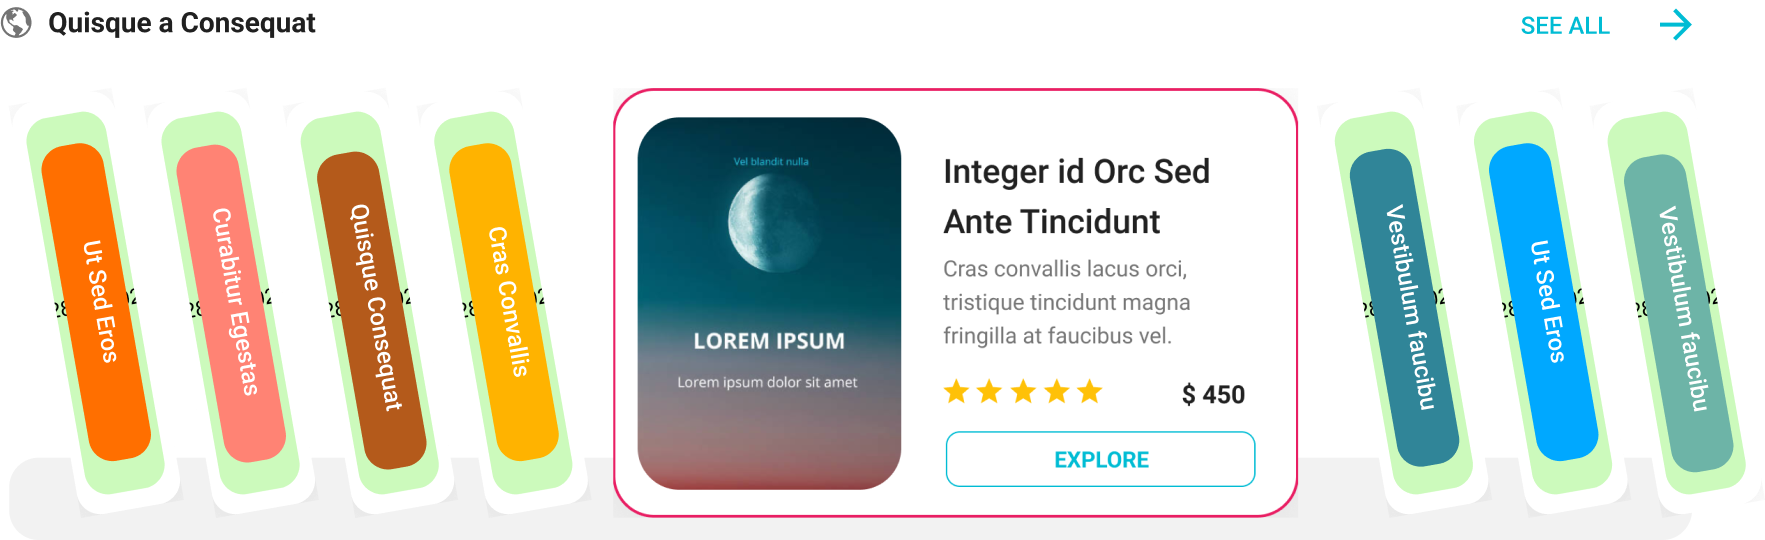 Quisque a Consequat
SEE ALL
Ut Sed Eros
Curabitur Egestas
Quisque Consequat
Cras Convallis
Vel blandit nulla
LOREM IPSUM
Lorem ipsum dolor sit amet
Integer id Orc Sed
Ante Tincidunt
Cras convallis lacus orci,
tristique tincidunt magna
fringilla at faucibus vel.
$ 450
EXPLORE
Vestibulum faucibu
Ut Sed Eros
Vestibulum faucibu